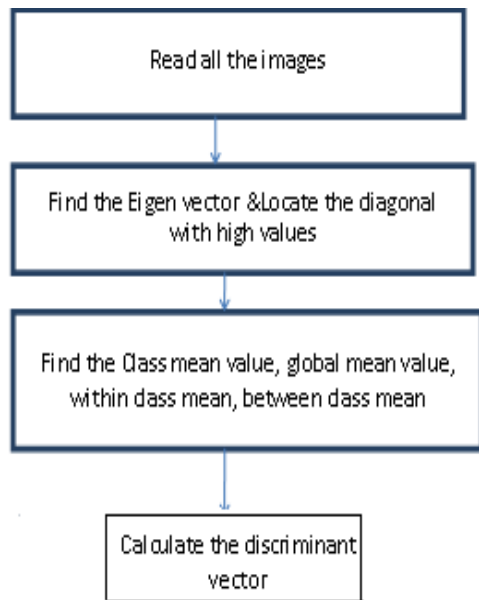 Read all the images
Find the Eigen vector &Locate the diagonal
with high values
Find the Class mean value, global mean value,
within class mean, between class mean
Calculate the discriminant
vector